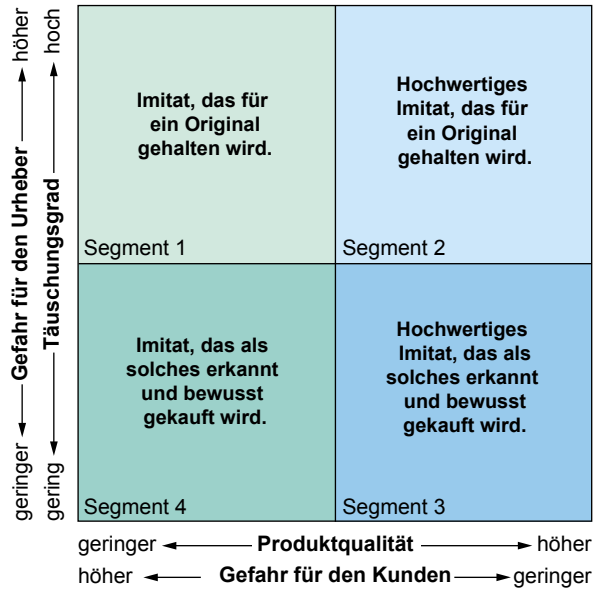 höher
hoch
Gefahr für den Urheber
Täuschungsgrad
geringer
gering
Imitat, das für
ein Original
gehalten wird.
Segment 1
Hochwertiges
Imitat, das für
ein Original
gehalten wird.
Segment 2
Imitat, das als
solches erkannt
und bewusst
gekauft wird.
Segment 4
Hochwertiges
Imitat, das als
solches erkannt
und bewusst
gekauft wird.
Segment 3
geringer Produktqualität höher
höher Gefahr für den Kunden geringer